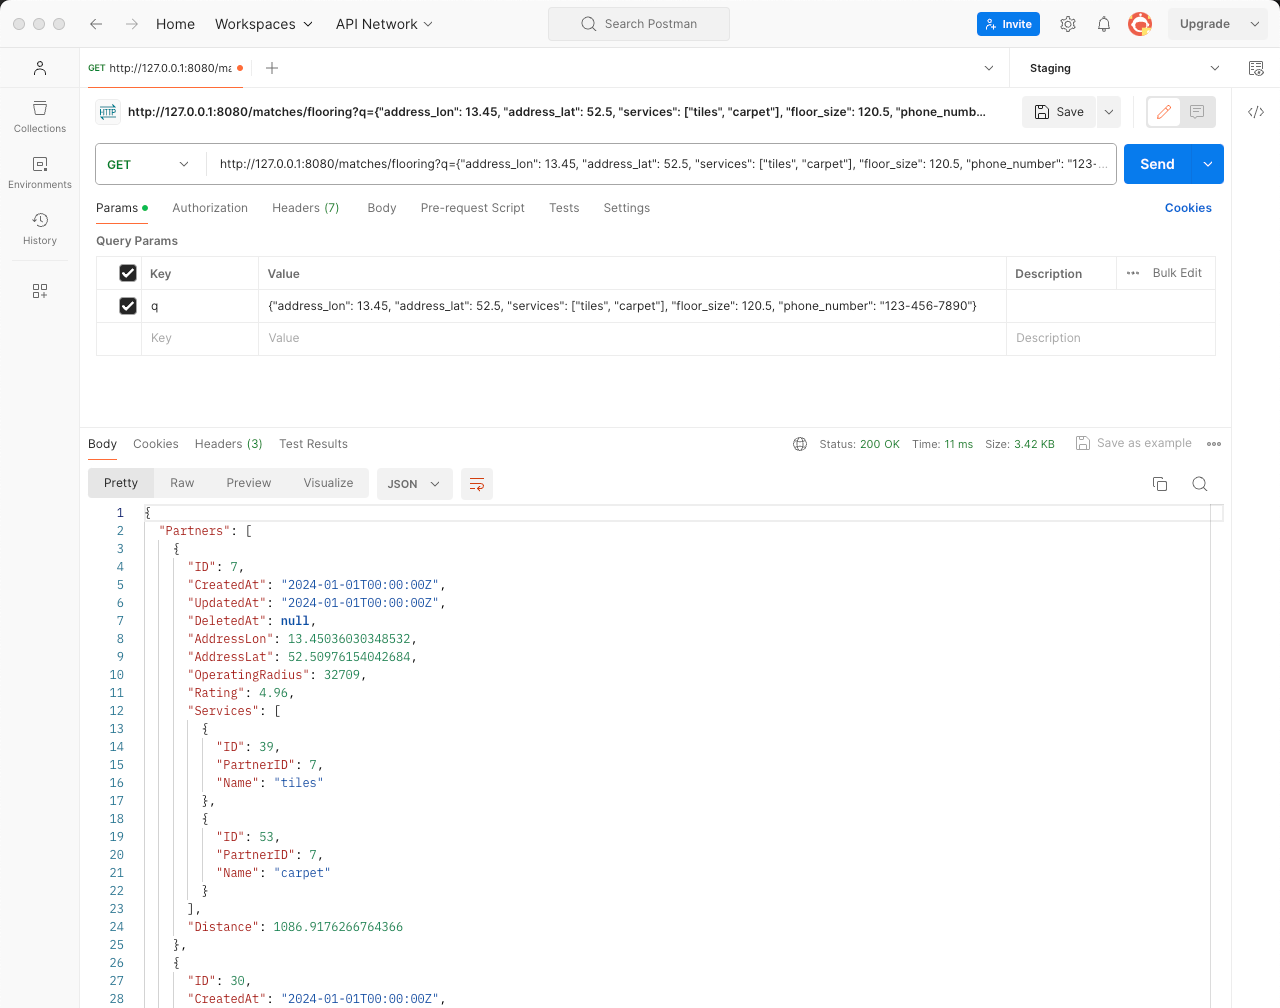 Home Workspaces API Network Search Postman Invite Upgrade
GET http://127.0.0.1:8080/ma Staging
HTTP http://127.0.0.1:8080/matches/flooring?q={"address_lon": 13.45, "address_lat": 52.5, "services": ["tiles", "carpet"], "floor_size": 120.5, "phone_numb... Save </>
Collections
GET http://127.0.0.1:8080/matches/flooring?q={"address_lon": 13.45, "address_lat": 52.5, "services": ["tiles", "carpet"], "floor_size": 120.5, "phone_number": "123-... Send
Environments
Params Authorization Headers (7) Body Pre-request Script Tests Settings Cookies
History
Query Params
Key Value Description Bulk Edit
q {"address_lon": 13.45, "address_lat": 52.5, "services": ["tiles", "carpet"], "floor_size": 120.5, "phone_number": "123-456-7890"}
Key Value Description
Body Cookies Headers (3) Test Results Status: 200 OK Time: 11 ms Size: 3.42 KB Save as example
Pretty Raw Preview Visualize JSON
1 {
2 "Partners": [
3 {
4 "ID": 7,
5 "CreatedAt": "2024-01-01T00:00:00Z",
6 "UpdatedAt": "2024-01-01T00:00:00Z",
7 "DeletedAt": null,
8 "AddressLon": 13.45036030348532,
9 "AddressLat": 52.50976154042684,
10 "OperatingRadius": 32709,
11 "Rating": 4.96,
12 "Services": [
13 {
14 "ID": 39,
15 "PartnerID": 7,
16 "Name": "tiles"
17 },
18 {
19 "ID": 53,
20 "PartnerID": 7,
21 "Name": "carpet"
22 }
23 ],
24 "Distance": 1086.9176266764366
25 },
26 {
27 "ID": 30,
28 "CreatedAt": "2024-01-01T00:00:00Z",